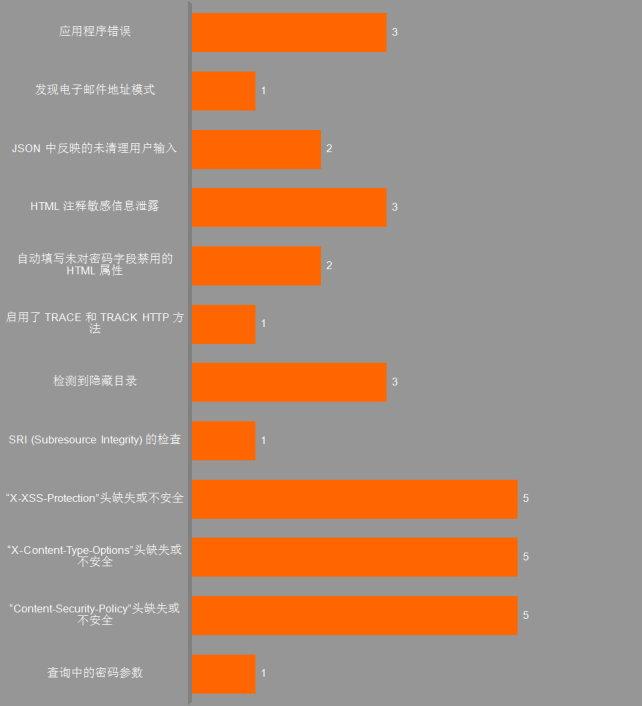 应用程序错误
3
发现电子邮件地址模式
1
JSON 中反映的未清理用户输入
2
HTML 注释敏感信息泄露
3
自动填写未对密码字段禁用的
HTML 属性
2
启用了 TRACE 和 TRACK HTTP 方
法
1
检测到隐藏目录
3
SRI (Subresource Integrity) 的检查
1
“X-XSS-Protection”头缺失或不安全
5
“X-Content-Type-Options”头缺失或
不安全
5
“Content-Security-Policy”头缺失或
不安全
5
查询中的密码参数
1